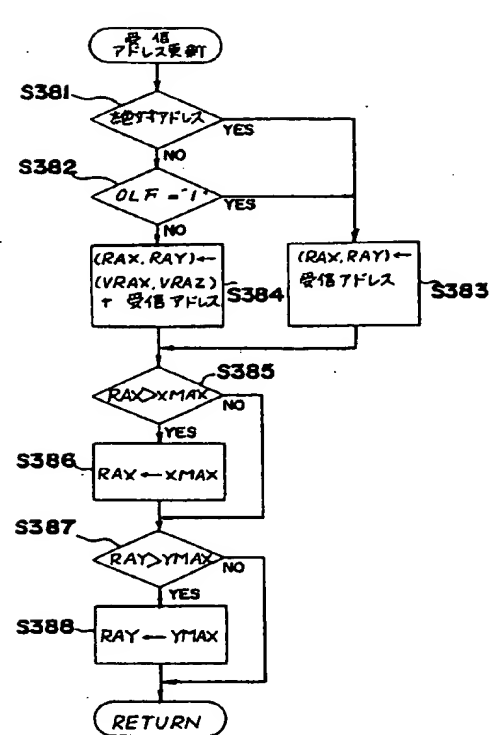 受信
アドレス更新
S381
アドレス
YES
NO
S382
OLF = "1"
YES
NO
(RAX, RAY)←
(VRAX, VRAZ)
+ 受信アドレス
S384
(RAX, RAY)←
受信アドレス
S383
S385
RAX>XMAX
NO
YES
S386
RAX ← XMAX
S387
RAY>YMAX
NO
YES
S388
RAY ← YMAX
RETURN